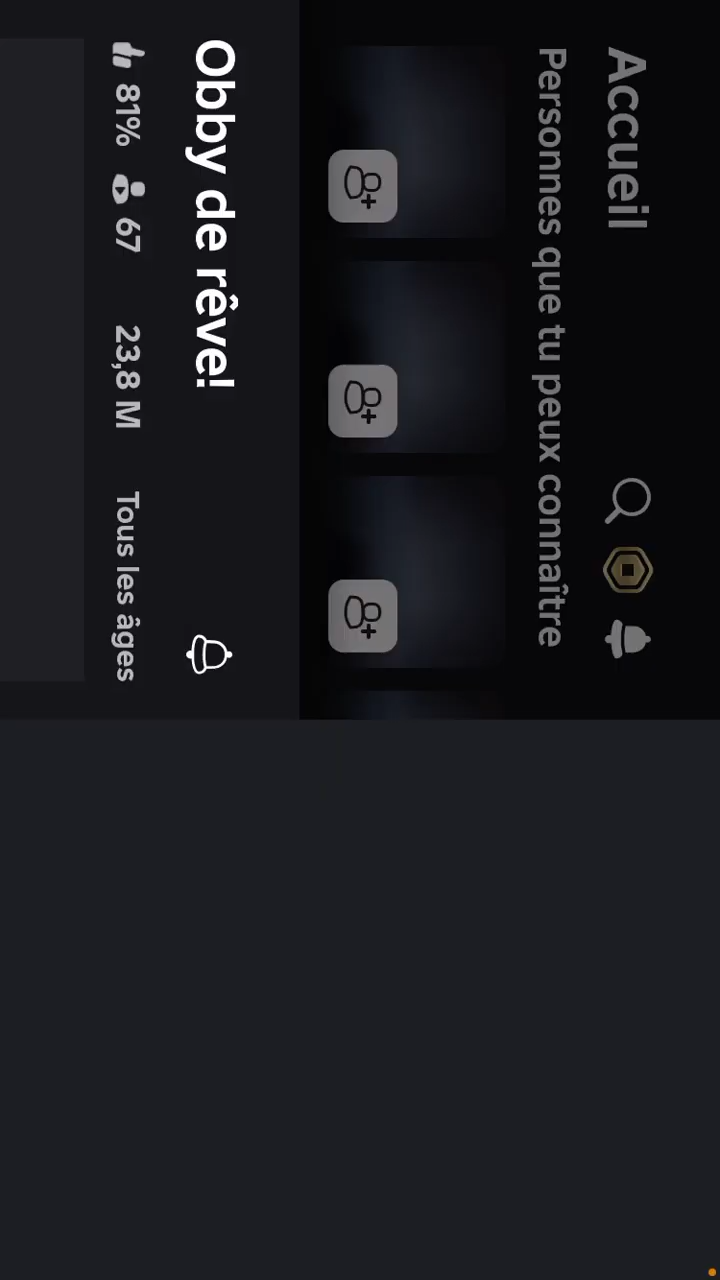 Accueil
Personnes que tu peux connaître
Obby de rêve!
81% 67 23,8 M Tous les âges